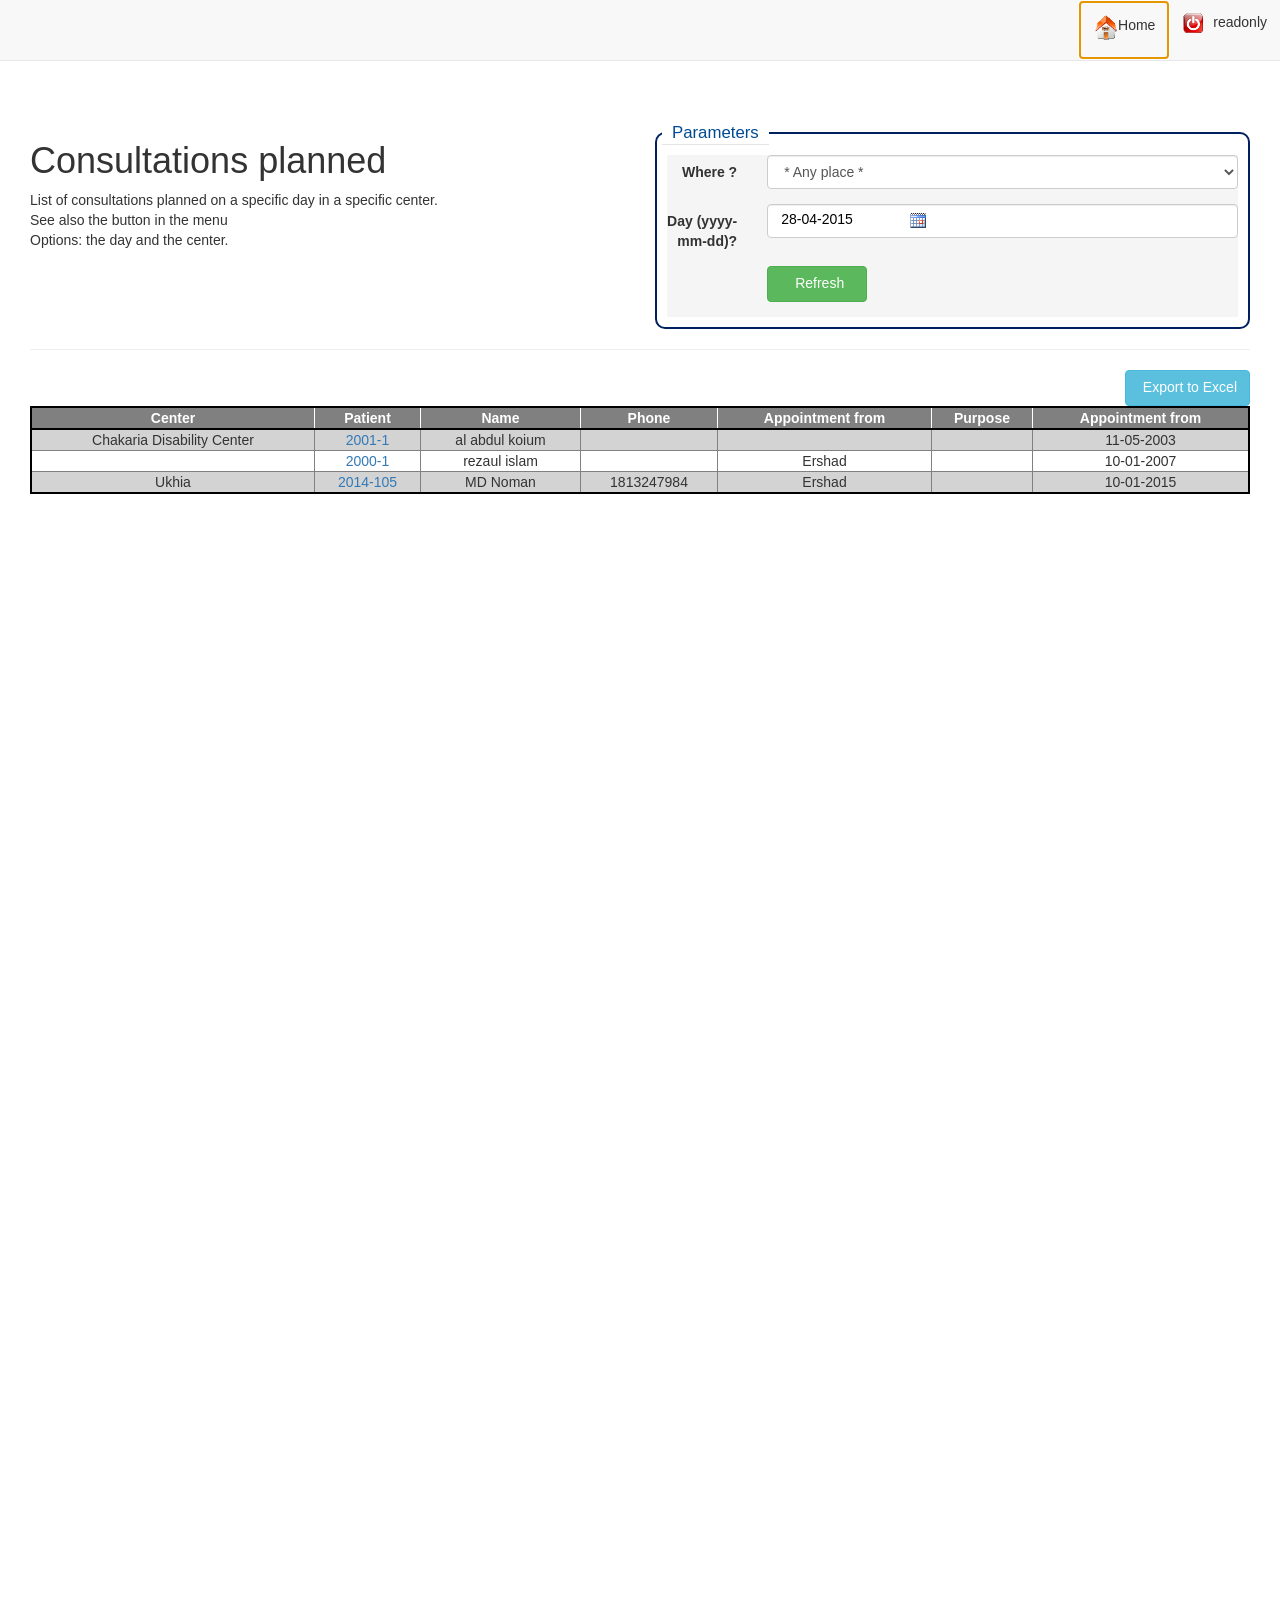 Home readonly
Parameters
Consultations planned
List of consultations planned on a specific day in a specific center.
See also the button in the menu
Options: the day and the center.
Where ? * Any place *
Day (yyyy-mm-dd)? 28-04-2015
Refresh
Export to Excel
Center Patient Name Phone Appointment from Purpose Appointment from
Chakaria Disability Center 2001-1 al abdul koium 11-05-2003
2000-1 rezaul islam Ershad 10-01-2007
Ukhia 2014-105 MD Noman 1813247984 Ershad 10-01-2015